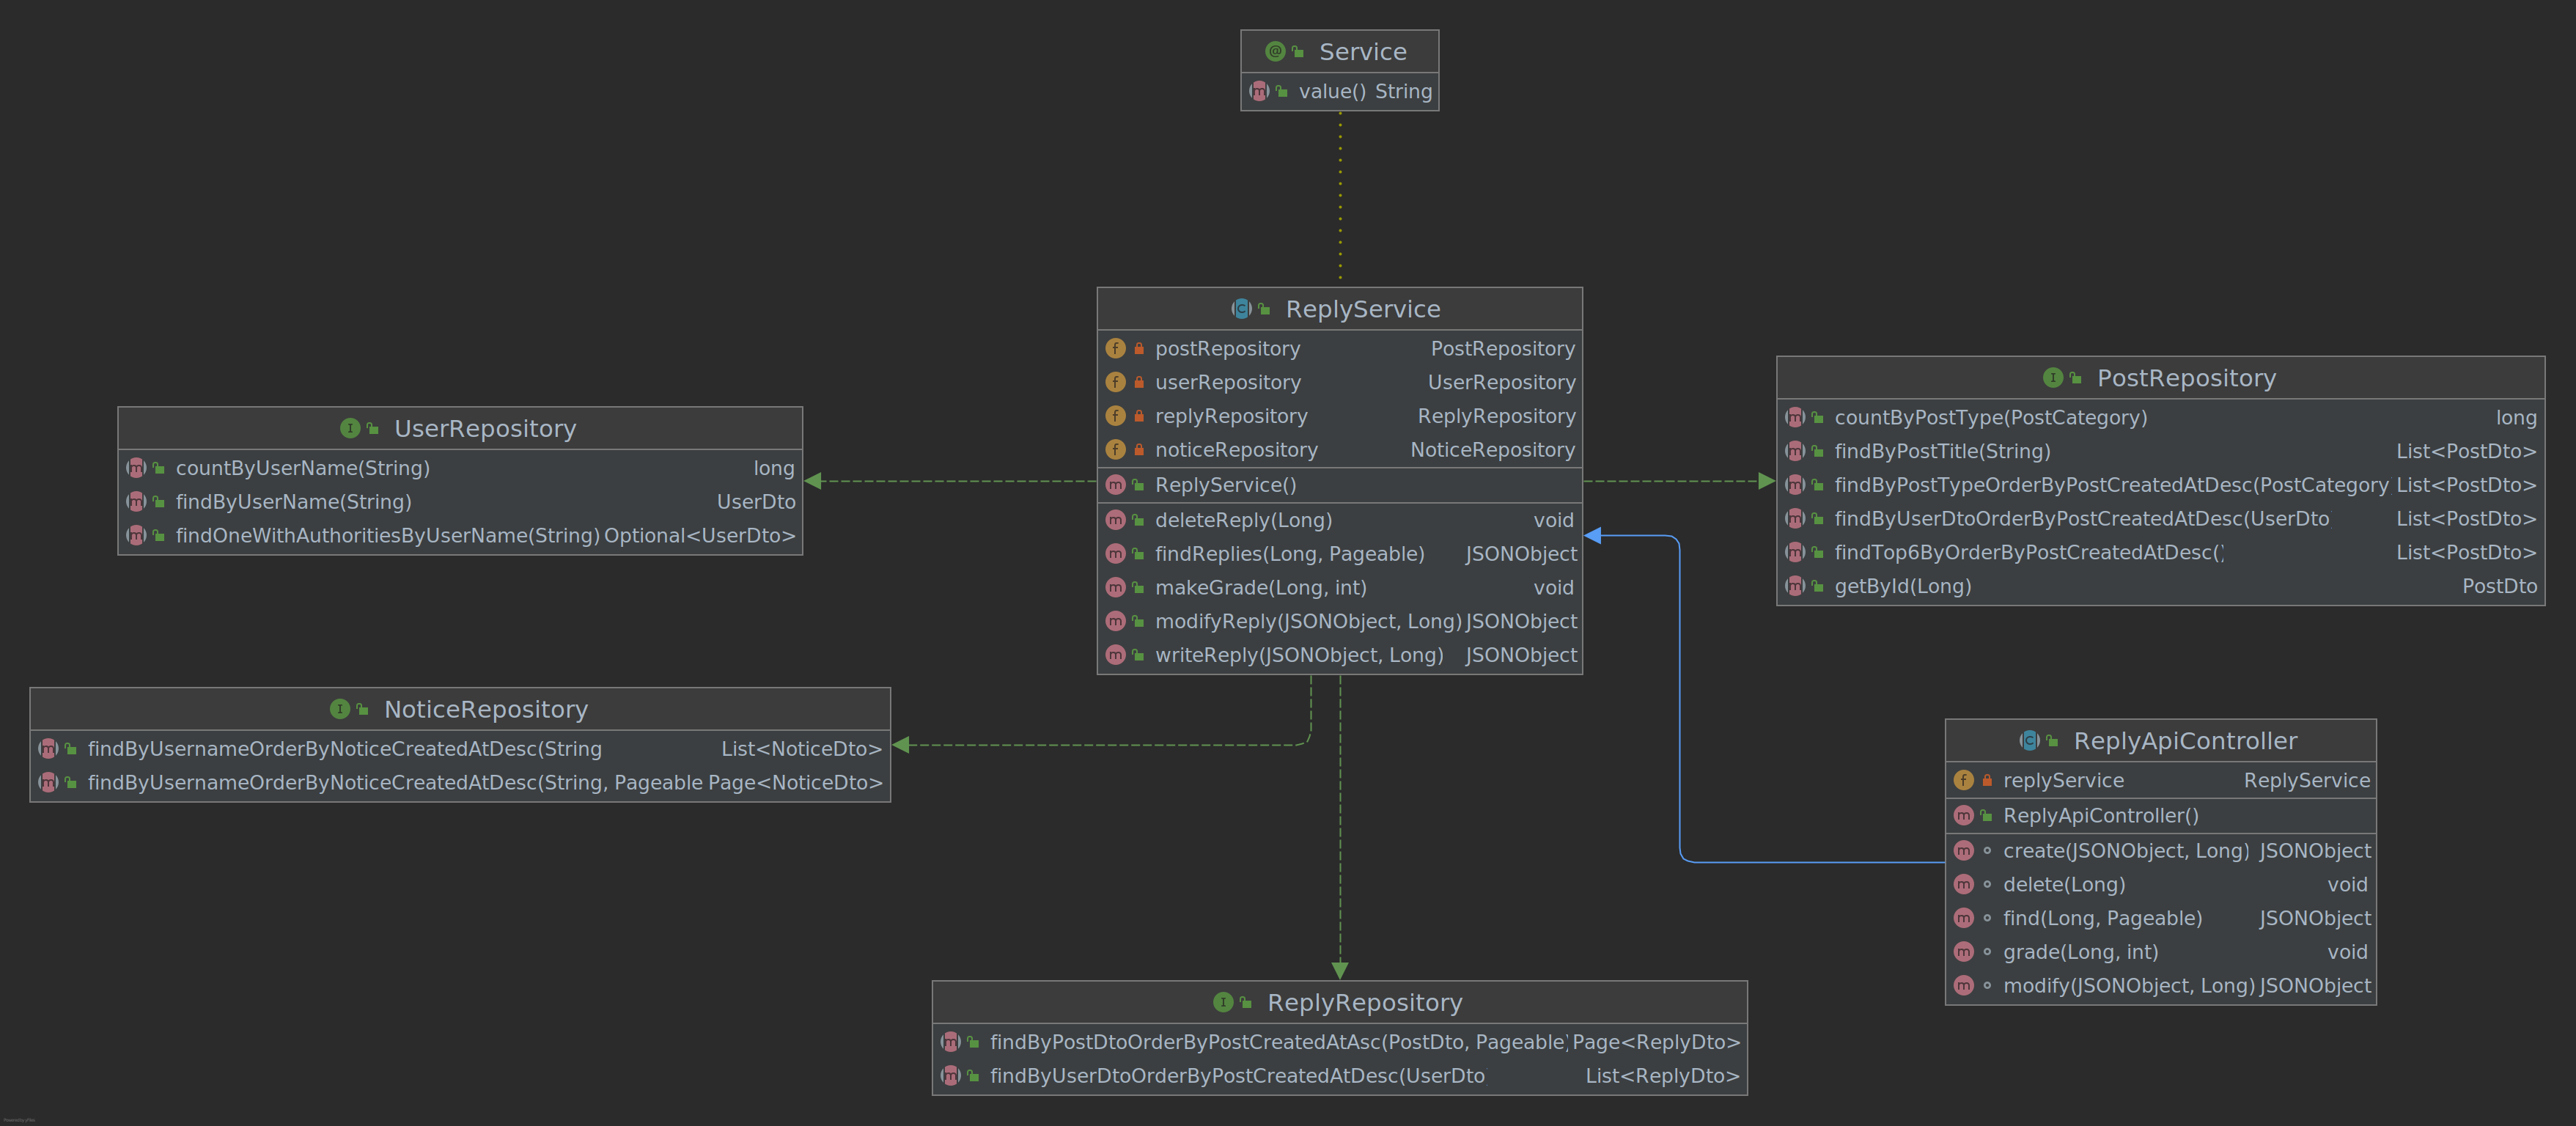 Service
value() String
ReplyService
postRepository PostRepository
userRepository UserRepository
replyRepository ReplyRepository
noticeRepository NoticeRepository
ReplyService()
deleteReply(Long) void
findReplies(Long, Pageable) JSONObject
makeGrade(Long, int) void
modifyReply(JSONObject, Long) JSONObject
writeReply(JSONObject, Long) JSONObject
UserRepository
countByUserName(String) long
findByUserName(String) UserDto
findOneWithAuthoritiesByUserName(String) Optional<UserDto>
PostRepository
countByPostType(PostCategory) long
findByPostTitle(String) List<PostDto>
findByPostTypeOrderByPostCreatedAtDesc(PostCategory List<PostDto>
findByUserDtoOrderByPostCreatedAtDesc(UserDto List<PostDto>
findTop6ByOrderByPostCreatedAtDesc() List<PostDto>
getById(Long) PostDto
NoticeRepository
findByUsernameOrderByNoticeCreatedAtDesc(String List<NoticeDto>
findByUsernameOrderByNoticeCreatedAtDesc(String, Pageable Page<NoticeDto>
ReplyApiController
replyService ReplyService
ReplyApiController()
create(JSONObject, Long) JSONObject
delete(Long) void
find(Long, Pageable) JSONObject
grade(Long, int) void
modify(JSONObject, Long) JSONObject
ReplyRepository
findByPostDtoOrderByPostCreatedAtAsc(PostDto, Pageable) Page<ReplyDto>
findByUserDtoOrderByPostCreatedAtDesc(UserDto List<ReplyDto>
Powered by yFiles